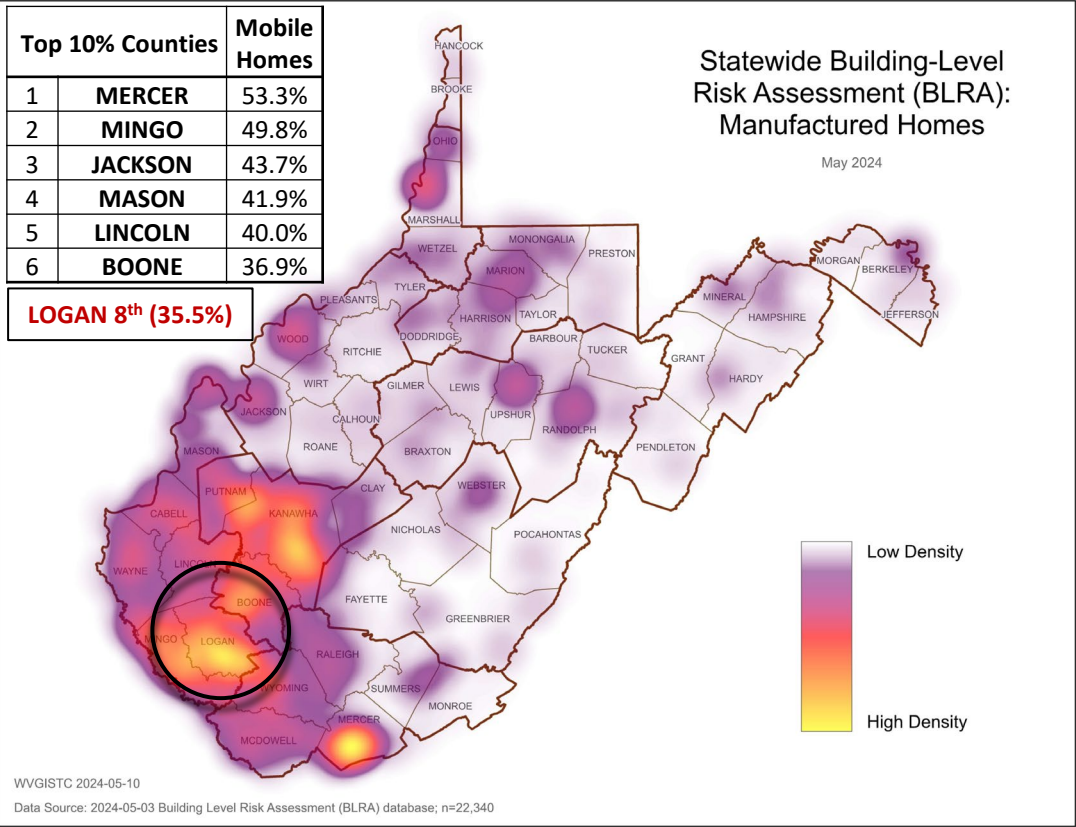 Top 10% Counties Mobile Homes
1 MERCER 53.3%
2 MINGO 49.8%
3 JACKSON 43.7%
4 MASON 41.9%
5 LINCOLN 40.0%
6 BOONE 36.9%
LOGAN 8th (35.5%)
Statewide Building-Level
Risk Assessment (BLRA):
Manufactured Homes
May 2024
HANCOCK
BROOKE
OHIO
MARSHALL
WETZEL
MONONGALIA
PRESTON
MARION
MORGAN
BERKELEY
TYLER
PLEASANTS
MINERAL
HAMPSHIRE
JEFFERSON
HARRISON
TAYLOR
DODDRIDGE
WOOD
BARBOUR
RITCHIE
TUCKER
GRANT
HARDY
WIRT
GILMER
LEWIS
JACKSON
CALHOUN
UPSHUR
RANDOLPH
ROANE
MASON
BRAXTON
PENDLETON
PUTNAM
CLAY
WEBSTER
CABELL
KANAWHA
NICHOLAS
POCAHONTAS
LINCOLN
WAYNE
BOONE
FAYETTE
GREENBRIER
MINGO
LOGAN
RALEIGH
WYOMING
SUMMERS
MONROE
MERCER
MCDOWELL
Low Density
High Density
WVGISTC 2024-05-10
Data Source: 2024-05-03 Building Level Risk Assessment (BLRA) database; n=22,340